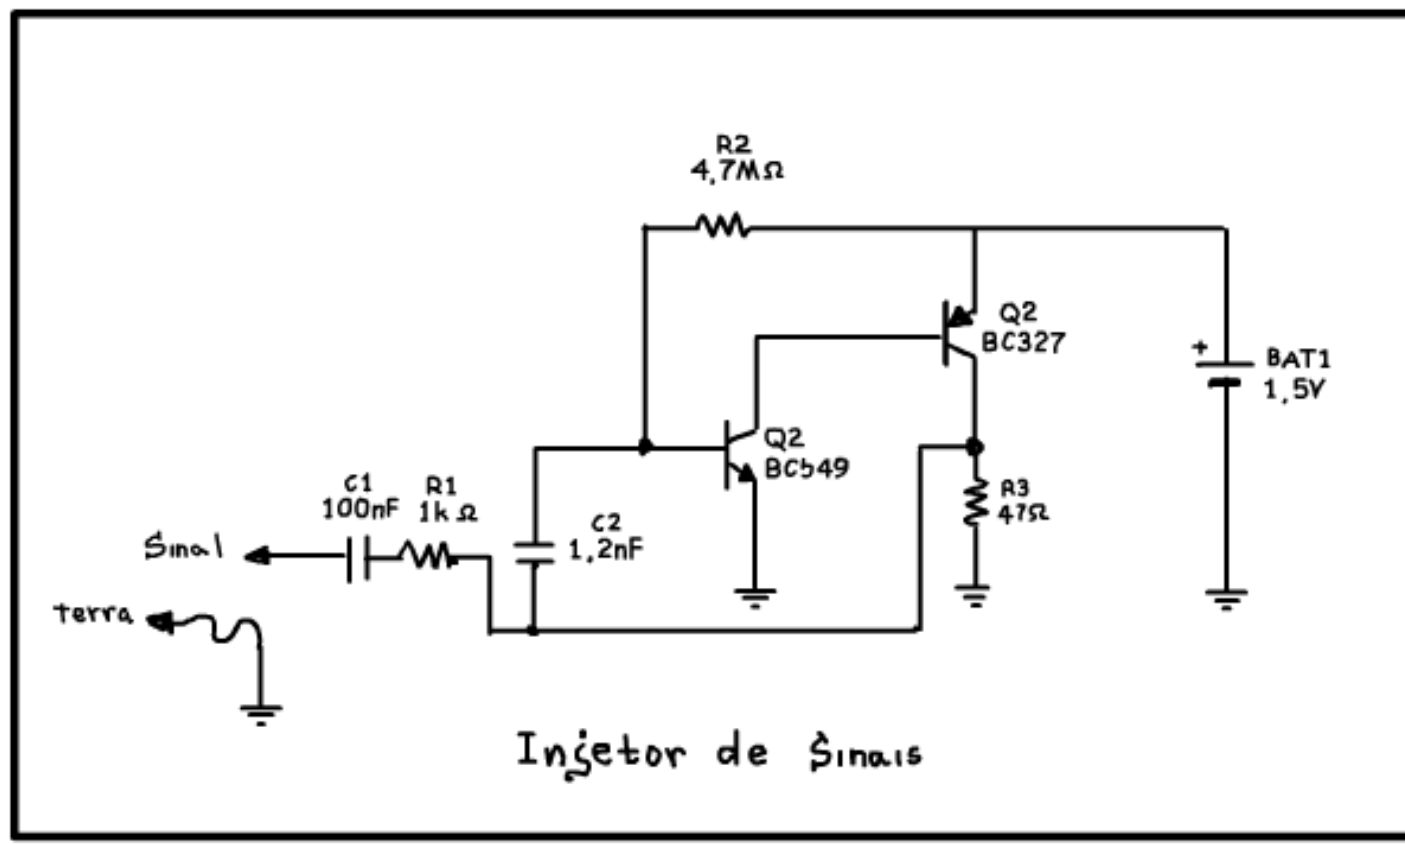 R2
4,7MΩ
Q2
BC327
+
BAT1
1,5V
Q2
BC549
C1
100nF
R1
1kΩ
R3
47Ω
C2
1,2nF
Sinal
terra
Injetor de Sinais